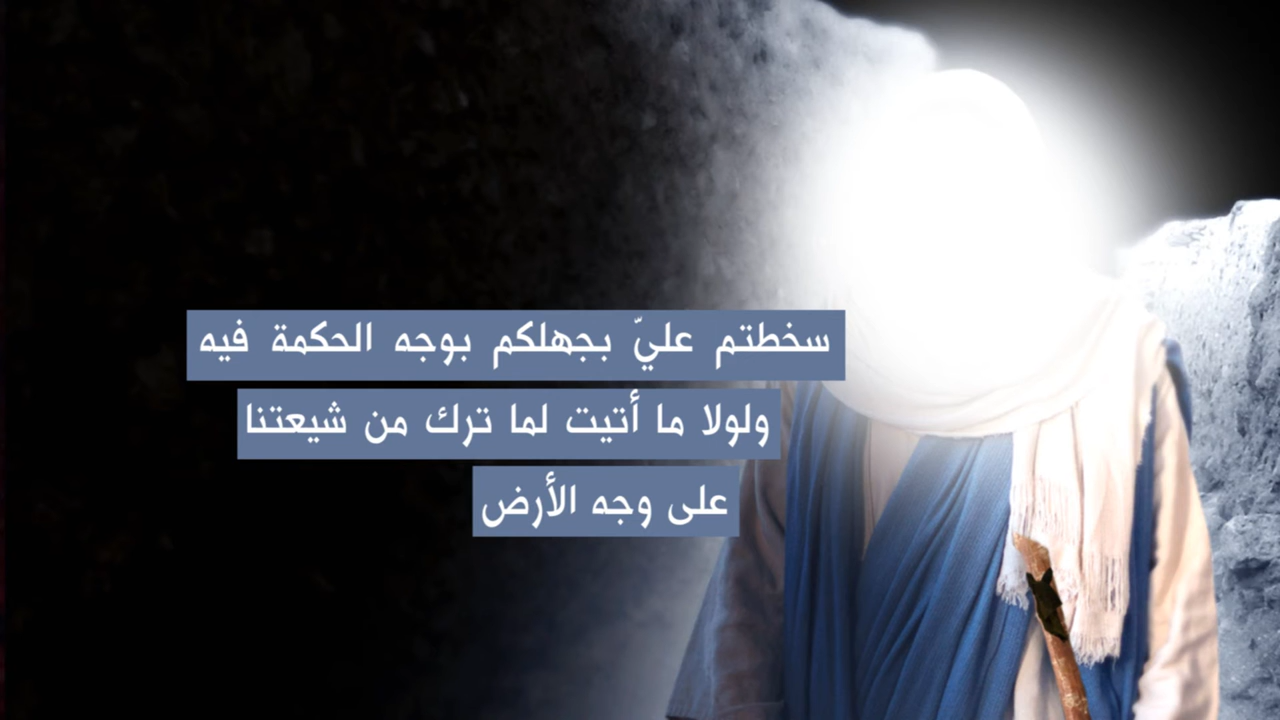 سخطتم عليّ بجهلكم بوجه الحكمة فيه
ولولا ما أتيت لما ترك من شيعتنا
على وجه الأرض